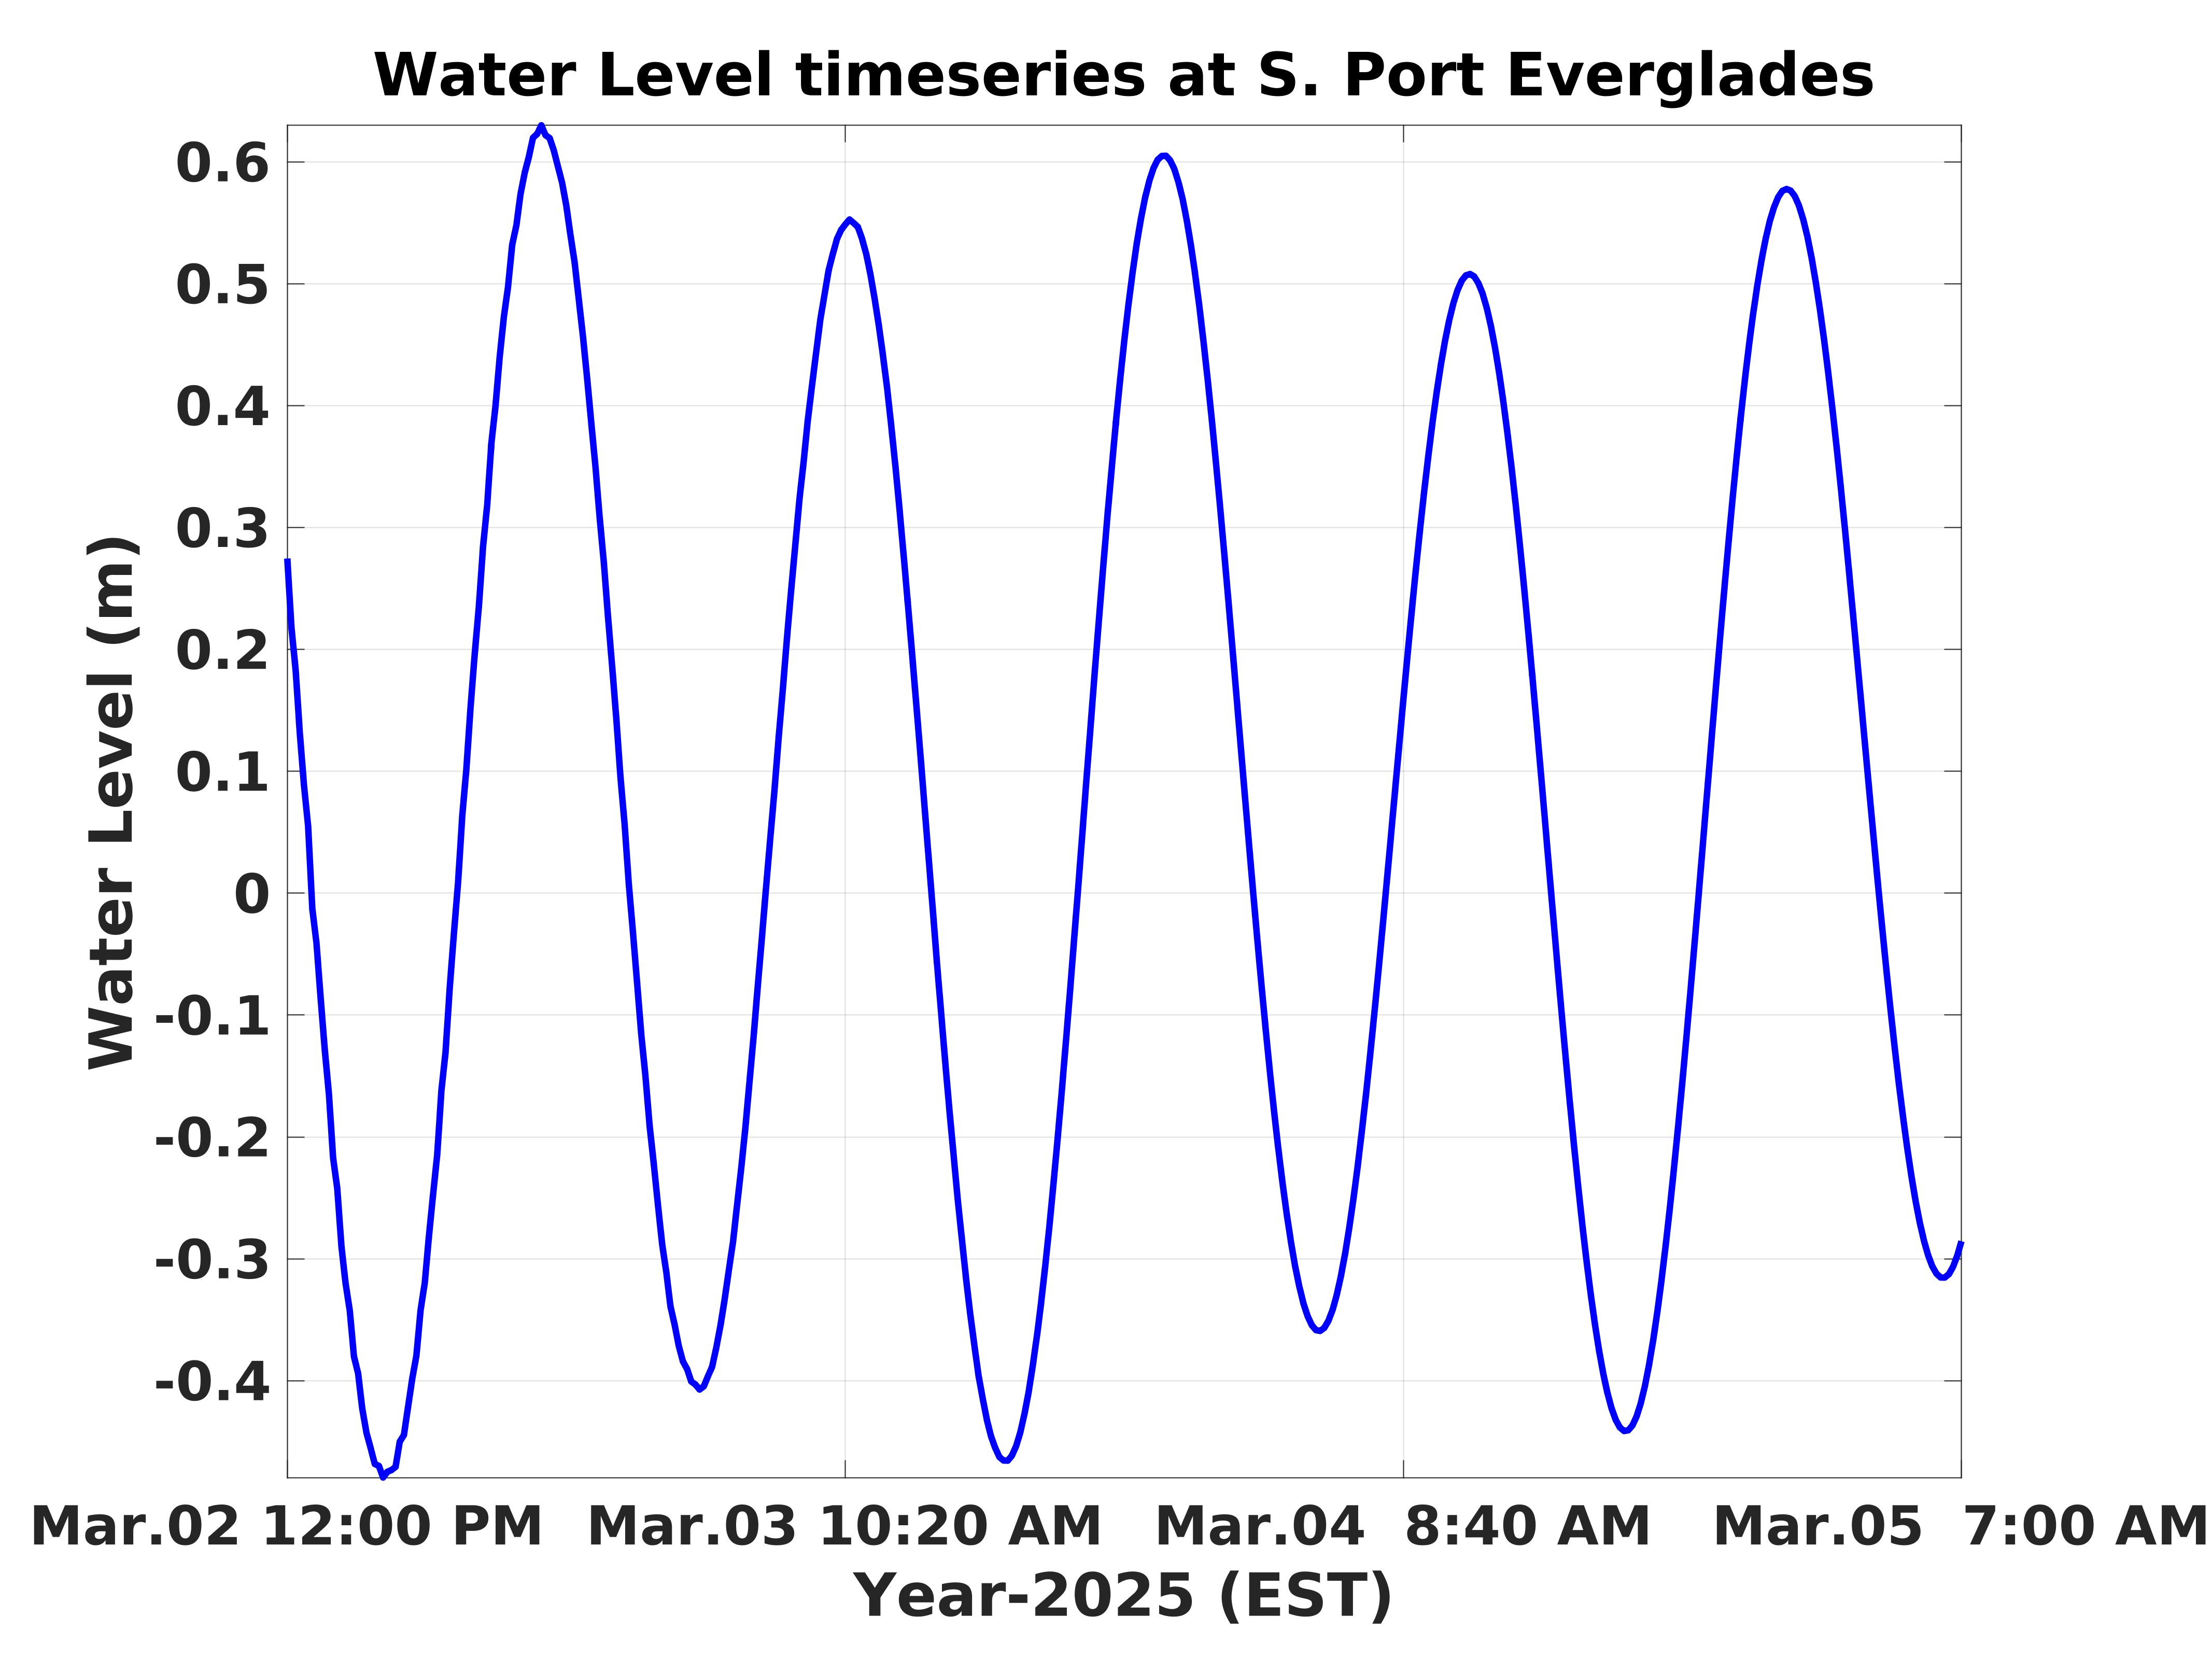 Water Level timeseries at S. Port Everglades
0.6
0.5
0.4
0.3
0.2
0.1
0
-0.1
-0.2
-0.3
-0.4
Water Level (m)
Mar.02 12:00 PM Mar.03 10:20 AM Mar.04 8:40 AM Mar.05 7:00 AM
Year-2025 (EST)